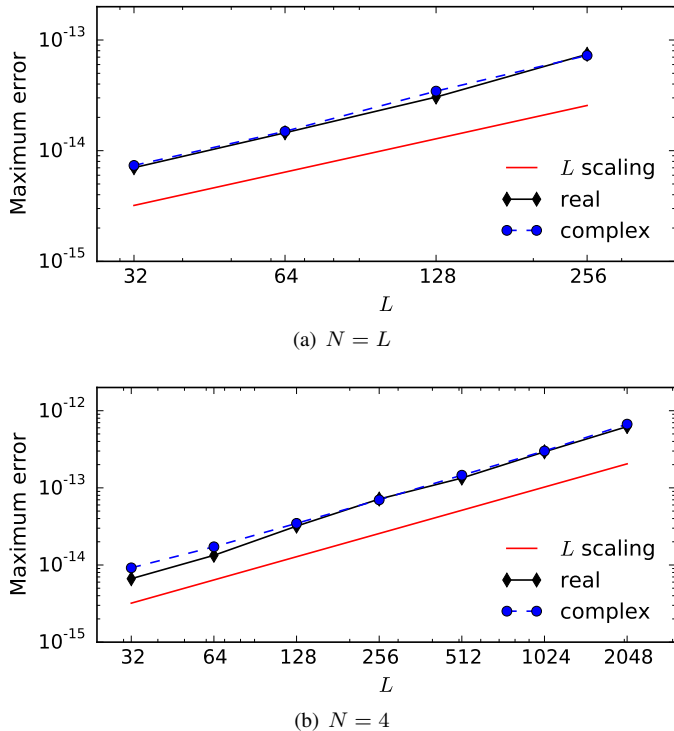 10⁻¹³
10⁻¹⁴
10⁻¹⁵
Maximum error
L scaling
real
complex
32 64 128 256
L
(a) N = L
10⁻¹²
10⁻¹³
10⁻¹⁴
10⁻¹⁵
Maximum error
L scaling
real
complex
32 64 128 256 512 1024 2048
L
(b) N = 4